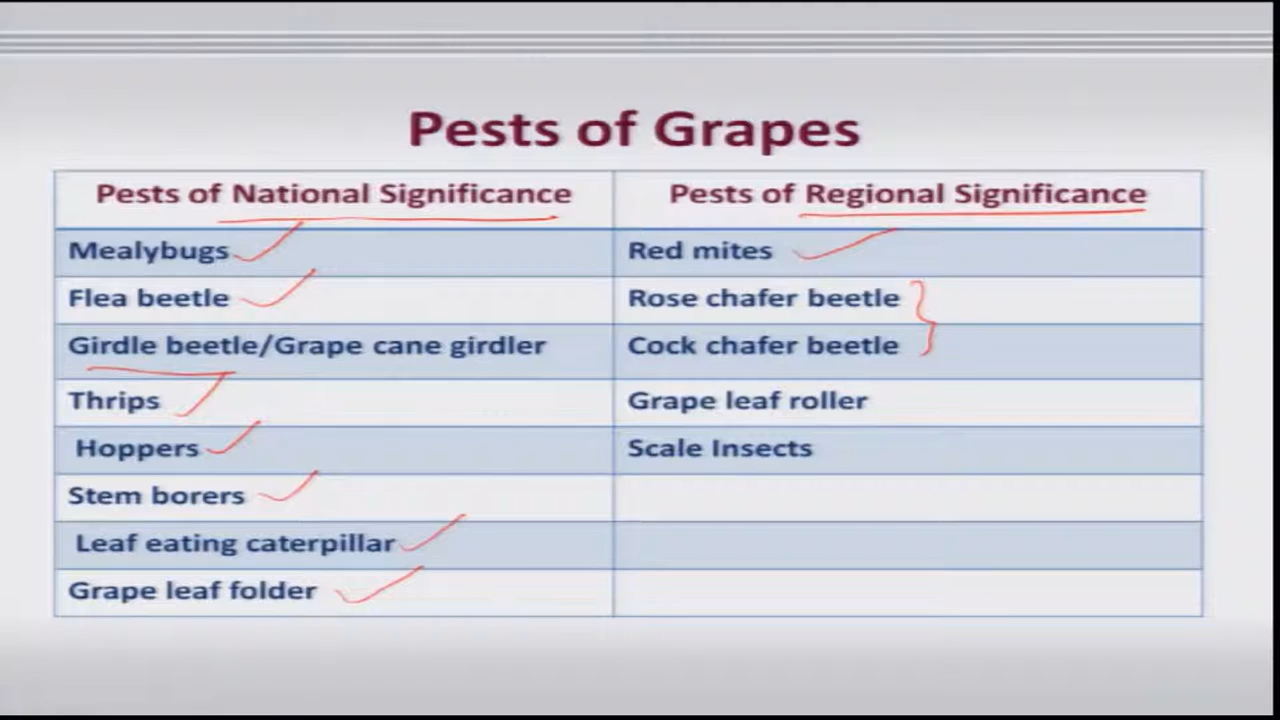 Pests of Grapes
Pests of National Significance Pests of Regional Significance
Mealybugs Red mites
Flea beetle Rose chafer beetle
Girdle beetle/Grape cane girdler Cock chafer beetle
Thrips Grape leaf roller
Hoppers Scale Insects
Stem borers
Leaf eating caterpillar
Grape leaf folder